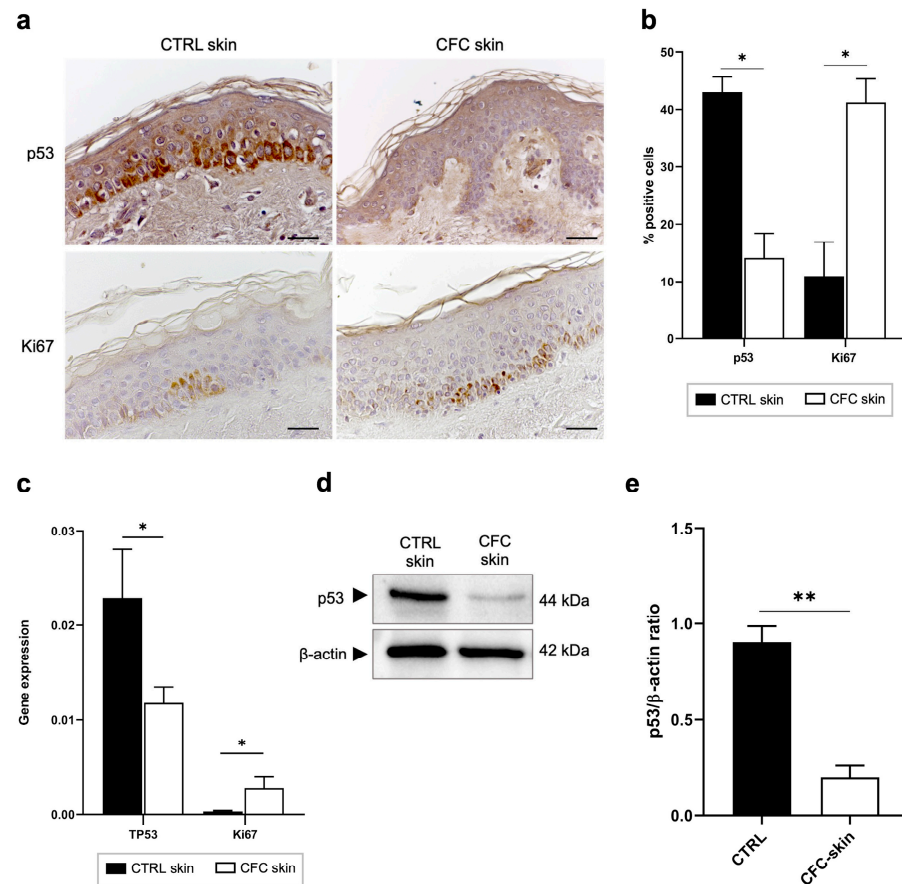 a
CTRL skin
CFC skin
p53
Ki67
b
% positive cells
50
40
30
20
10
0
*
*
p53
Ki67
CTRL skin
CFC skin
c
Gene expression
0.03
0.02
0.01
0.00
*
*
TP53
Ki67
CTRL skin
CFC skin
d
CTRL
skin
CFC
skin
p53
44 kDa
β-actin
42 kDa
e
p53/β-actin ratio
1.5
1.0
0.5
0.0
**
CTRL
CFC-skin